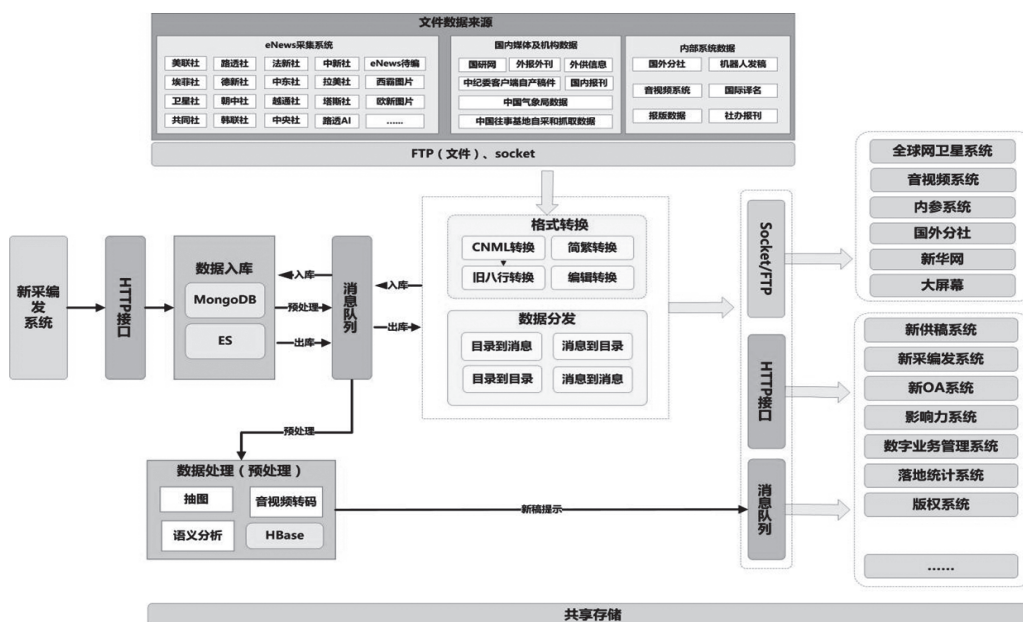 文件数据来源
eNews采集系统
美联社 路透社 法新社 中新社 eNews待编
埃菲社 德新社 中东社 拉美社 西霸图片
卫星社 朝中社 越通社 塔斯社 欧新图片
共同社 韩联社 中央社 路透AI ……
国内媒体及机构数据
国研网 外报外刊 外供信息
中纪委客户端自产稿件 国内报刊
中国气象局数据
中国往事基地自采和抓取数据
内部系统数据
国外分社 机器人发稿
音视频系统 国际译名
报版数据 社办报刊
FTP（文件）、socket
新采编
发
系统
HTTP接口
数据入库
MongoDB
ES
入库
预处理
出库
消息队列
入库
出库
格式转换
CNML转换 简繁转换
旧八行转换 编辑转换
数据分发
目录到消息 消息到目录
目录到目录 消息到消息
预处理
数据处理（预处理）
抽图 音视频转码
语义分析 HBase
新稿提示
Socket/FTP
HTTP接口
消息队列
全球网卫星系统
音视频系统
内参系统
国外分社
新华网
大屏幕
新供稿系统
新采编发系统
新OA系统
影响力系统
数字业务管理系统
落地统计系统
版权系统
……
共享存储